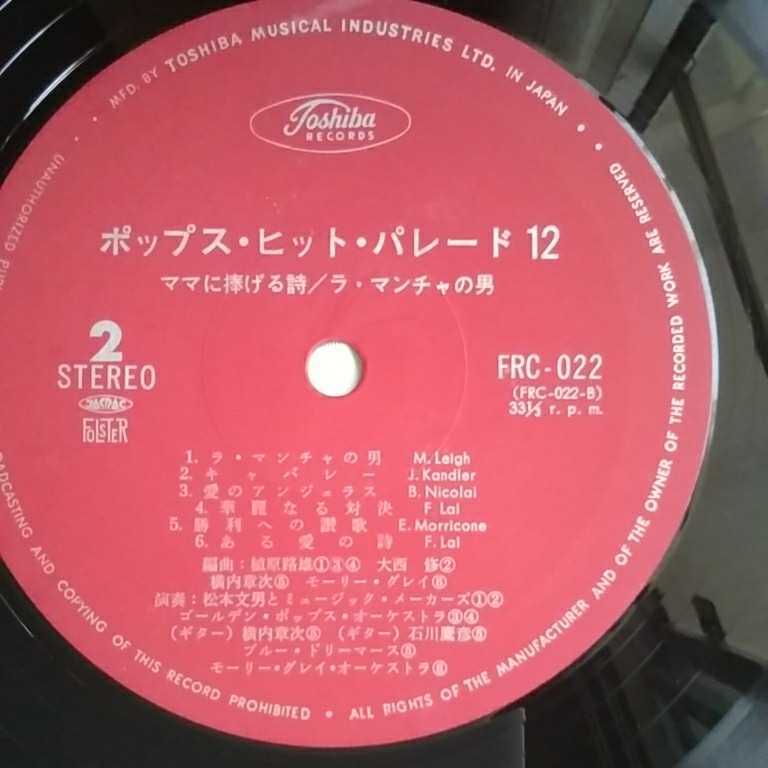 MFD. BY TOSHIBA MUSICAL INDUSTRIES LTD. IN JAPAN
Toshiba
RECORDS
ポップス・ヒット・パレード 12
ママに捧げる詩/ラ・マンチャの男
2
STEREO
JASRAC
FOLSTER
FRC-022
(FRC-022-B)
33⅓ r. p. m.
1. ラ・マンチャの男 M. Leigh
2. キャバレー J. Kandler
3. 愛のアンジェラス B. Nicolai
4. 華麗なる対決 F. Lai
5. 勝利への讃歌 E. Morricone
6. ある愛の詩 F. Lai
編曲:植原路雄①③④ 大西 修②
横内章次⑤ モーリー・グレイ⑥
演奏:松本文男とミュージック・メーカーズ①②
ゴールデン・ポップス・オーケストラ③④
(ギター) 横内章次⑤ (ギター) 石川鷹彦⑤
ブルー・ドリーマース⑤
モーリー・グレイ・オーケストラ⑥
ALL RIGHTS OF THE MANUFACTURER AND OF THE OWNER OF THE RECORDED WORK ARE RESERVED
UNAUTHORIZED
AND COPYING OF THIS RECORD PROHIBITED